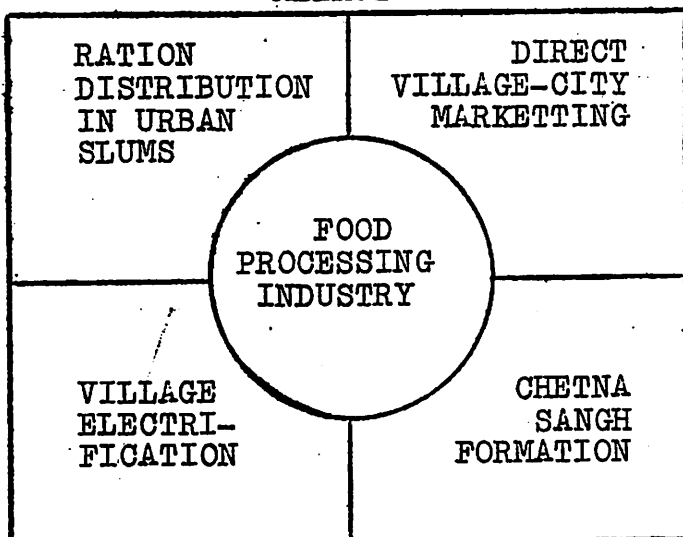 RATION
DISTRIBUTION
IN URBAN
SLUMS
DIRECT
VILLAGE-CITY
MARKETTING
FOOD
PROCESSING
INDUSTRY
VILLAGE
ELECTRI-
FICATION
CHETNA
SANGH
FORMATION